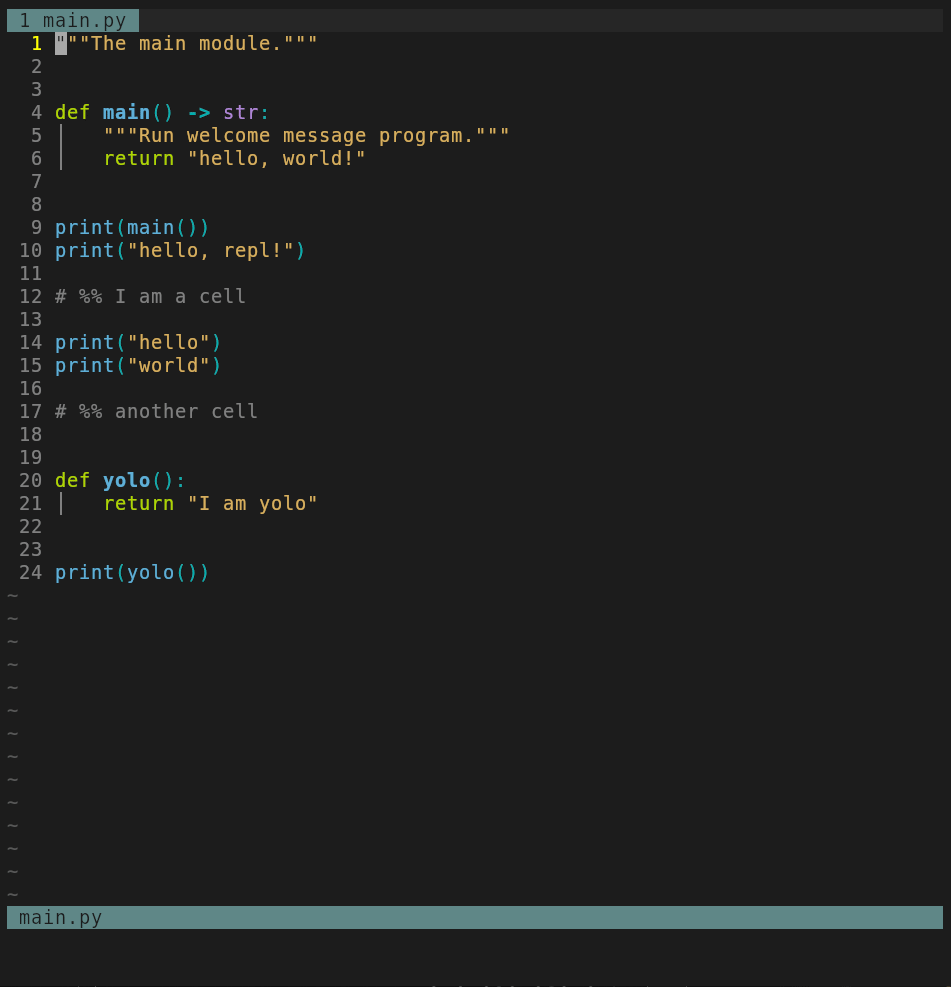 1 main.py
1 """The main module."""
2
3
4 def main() -> str:
5     """Run welcome message program."""
6     return "hello, world!"
7
8
9 print(main())
10 print("hello, repl!")
11
12 # %% I am a cell
13
14 print("hello")
15 print("world")
16
17 # %% another cell
18
19
20 def yolo():
21     return "I am yolo"
22
23
24 print(yolo())
~
~
~
~
~
~
~
~
~
~
~
~
~
~
main.py